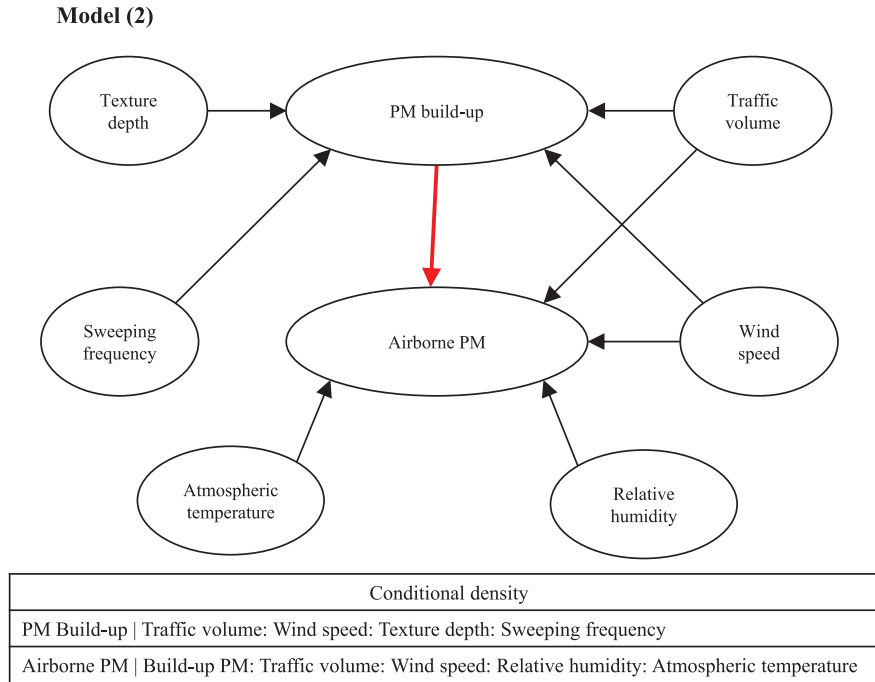 Model (2)
Texture
depth
PM build-up
Traffic
volume
Sweeping
frequency
Airborne PM
Wind
speed
Atmospheric
temperature
Relative
humidity
Conditional density
PM Build-up | Traffic volume: Wind speed: Texture depth: Sweeping frequency
Airborne PM | Build-up PM: Traffic volume: Wind speed: Relative humidity: Atmospheric temperature